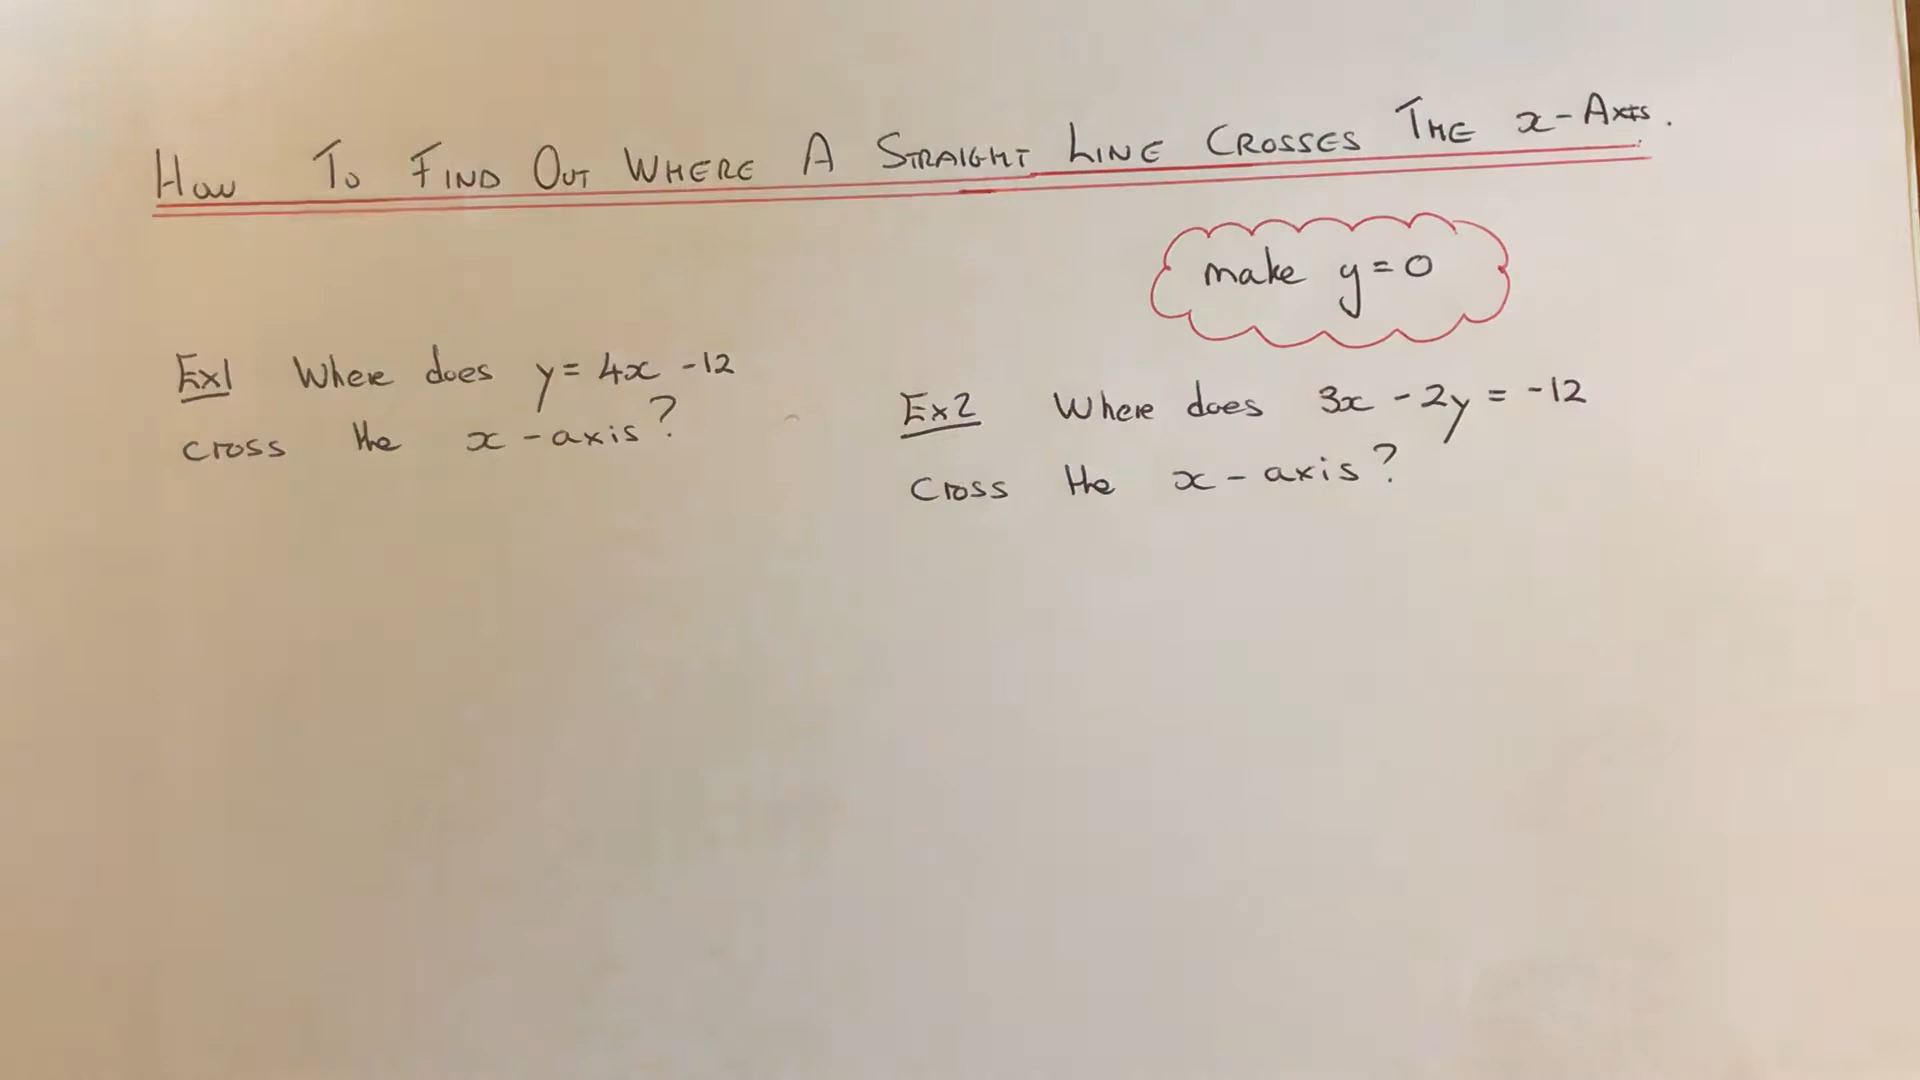 How To FIND OUT WHERE A STRAIGHT LINE CROSSES THE x-AXIS.
make y=0
Ex1 Where does y= 4x -12
cross the x-axis?
Ex2 Where does 3x - 2y = -12
cross the x-axis?